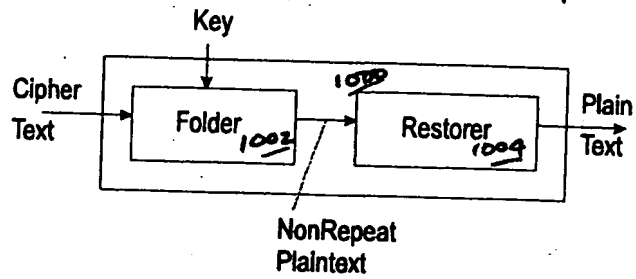 Key
1000
Cipher
Text
Folder
1002
Restorer
1004
Plain
Text
NonRepeat
Plaintext